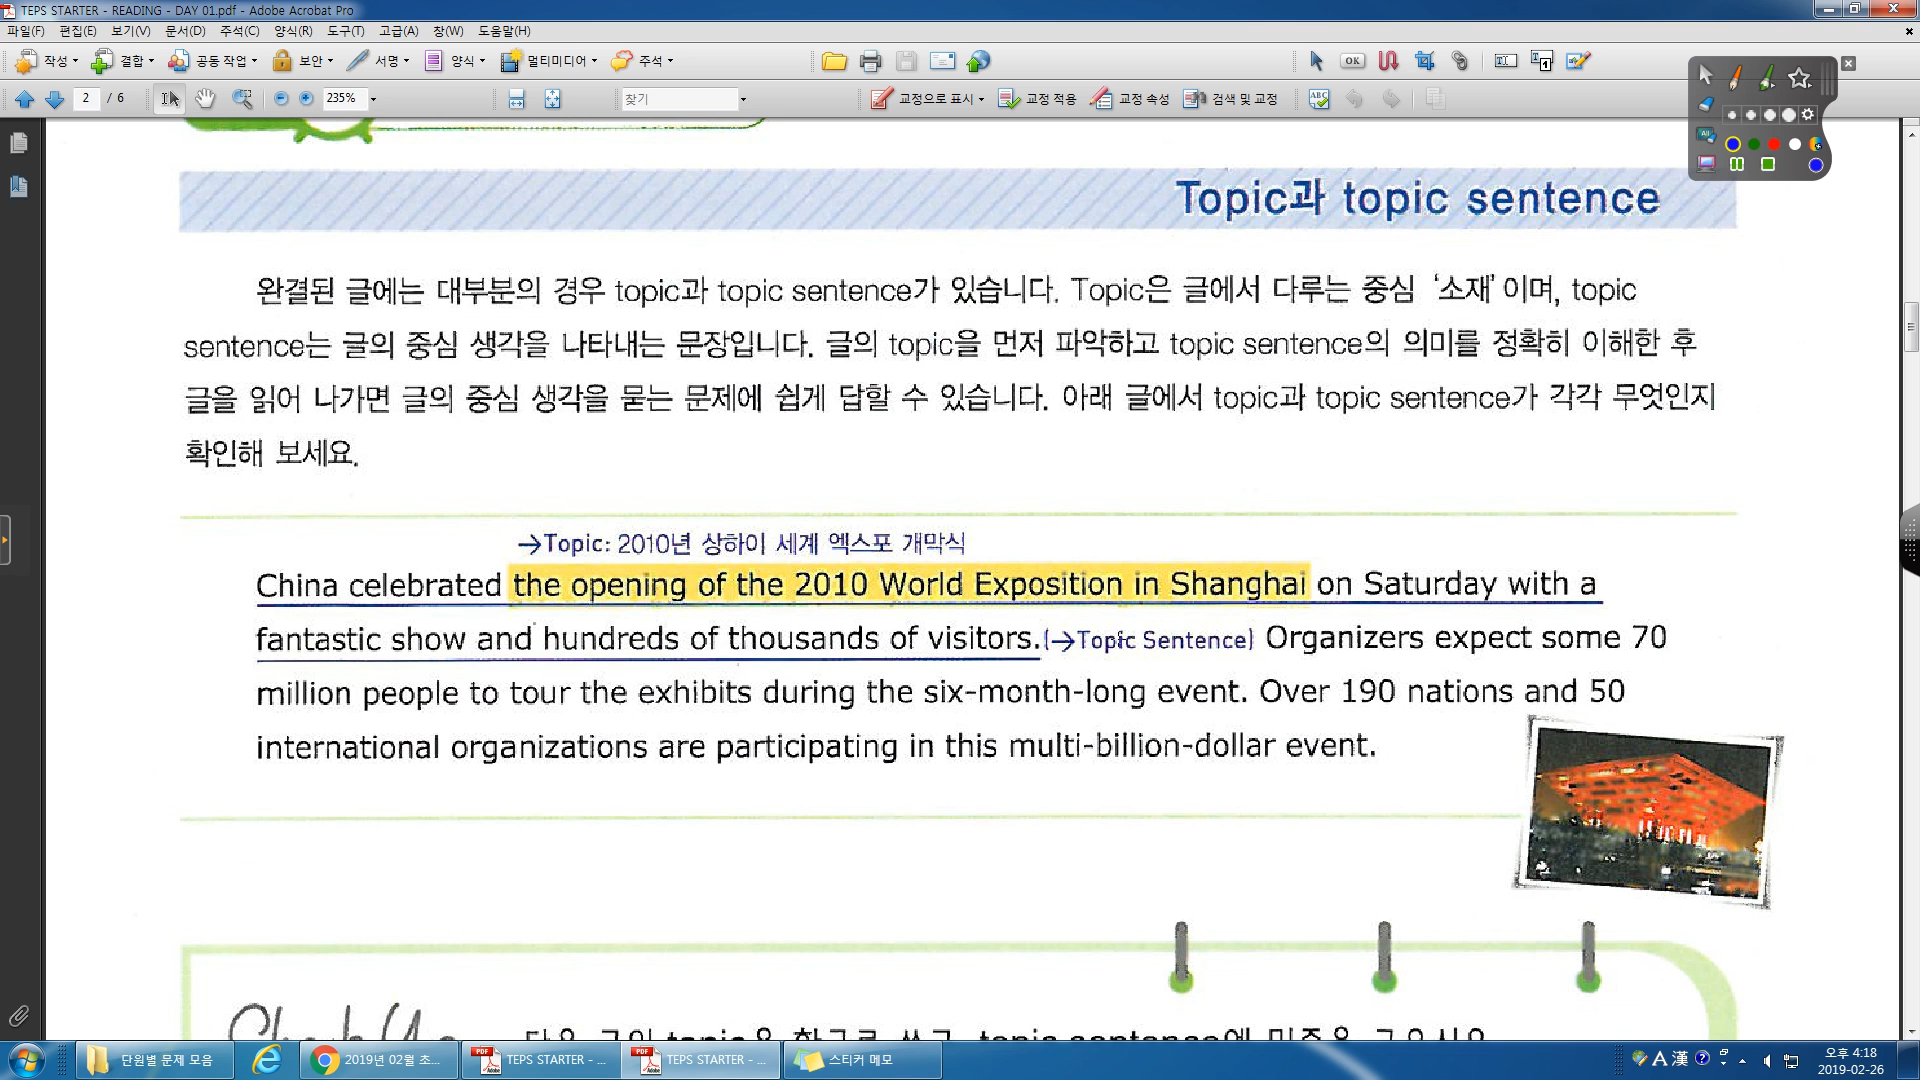 TEPS STARTER - READING - DAY 01.pdf - Adobe Acrobat Pro
파일(F) 편집(E) 보기(V) 문서(D) 주석(C) 양식(R) 도구(T) 고급(A) 창(W) 도움말(H)
작성 결합 공동 작업 보안 서명 양식 멀티미디어 주석 OK
2 / 6 235% 찾기 교정으로 표시 교정 적용 교정 속성 검색 및 교정 ABC
Topic과 topic sentence
완결된 글에는 대부분의 경우 topic과 topic sentence가 있습니다. Topic은 글에서 다루는 중심 ‘소재’이며, topic
sentence는 글의 중심 생각을 나타내는 문장입니다. 글의 topic을 먼저 파악하고 topic sentence의 의미를 정확히 이해한 후
글을 읽어 나가면 글의 중심 생각을 묻는 문제에 쉽게 답할 수 있습니다. 아래 글에서 topic과 topic sentence가 각각 무엇인지
확인해 보세요.
→Topic: 2010년 상하이 세계 엑스포 개막식
China celebrated the opening of the 2010 World Exposition in Shanghai on Saturday with a
fantastic show and hundreds of thousands of visitors.(→Topic Sentence) Organizers expect some 70
million people to tour the exhibits during the six-month-long event. Over 190 nations and 50
international organizations are participating in this multi-billion-dollar event.
단원별 문제 모음 2019년 02월 초... TEPS STARTER - ... TEPS STARTER - ... 스티커 메모 A 漢 오후 4:18
2019-02-26